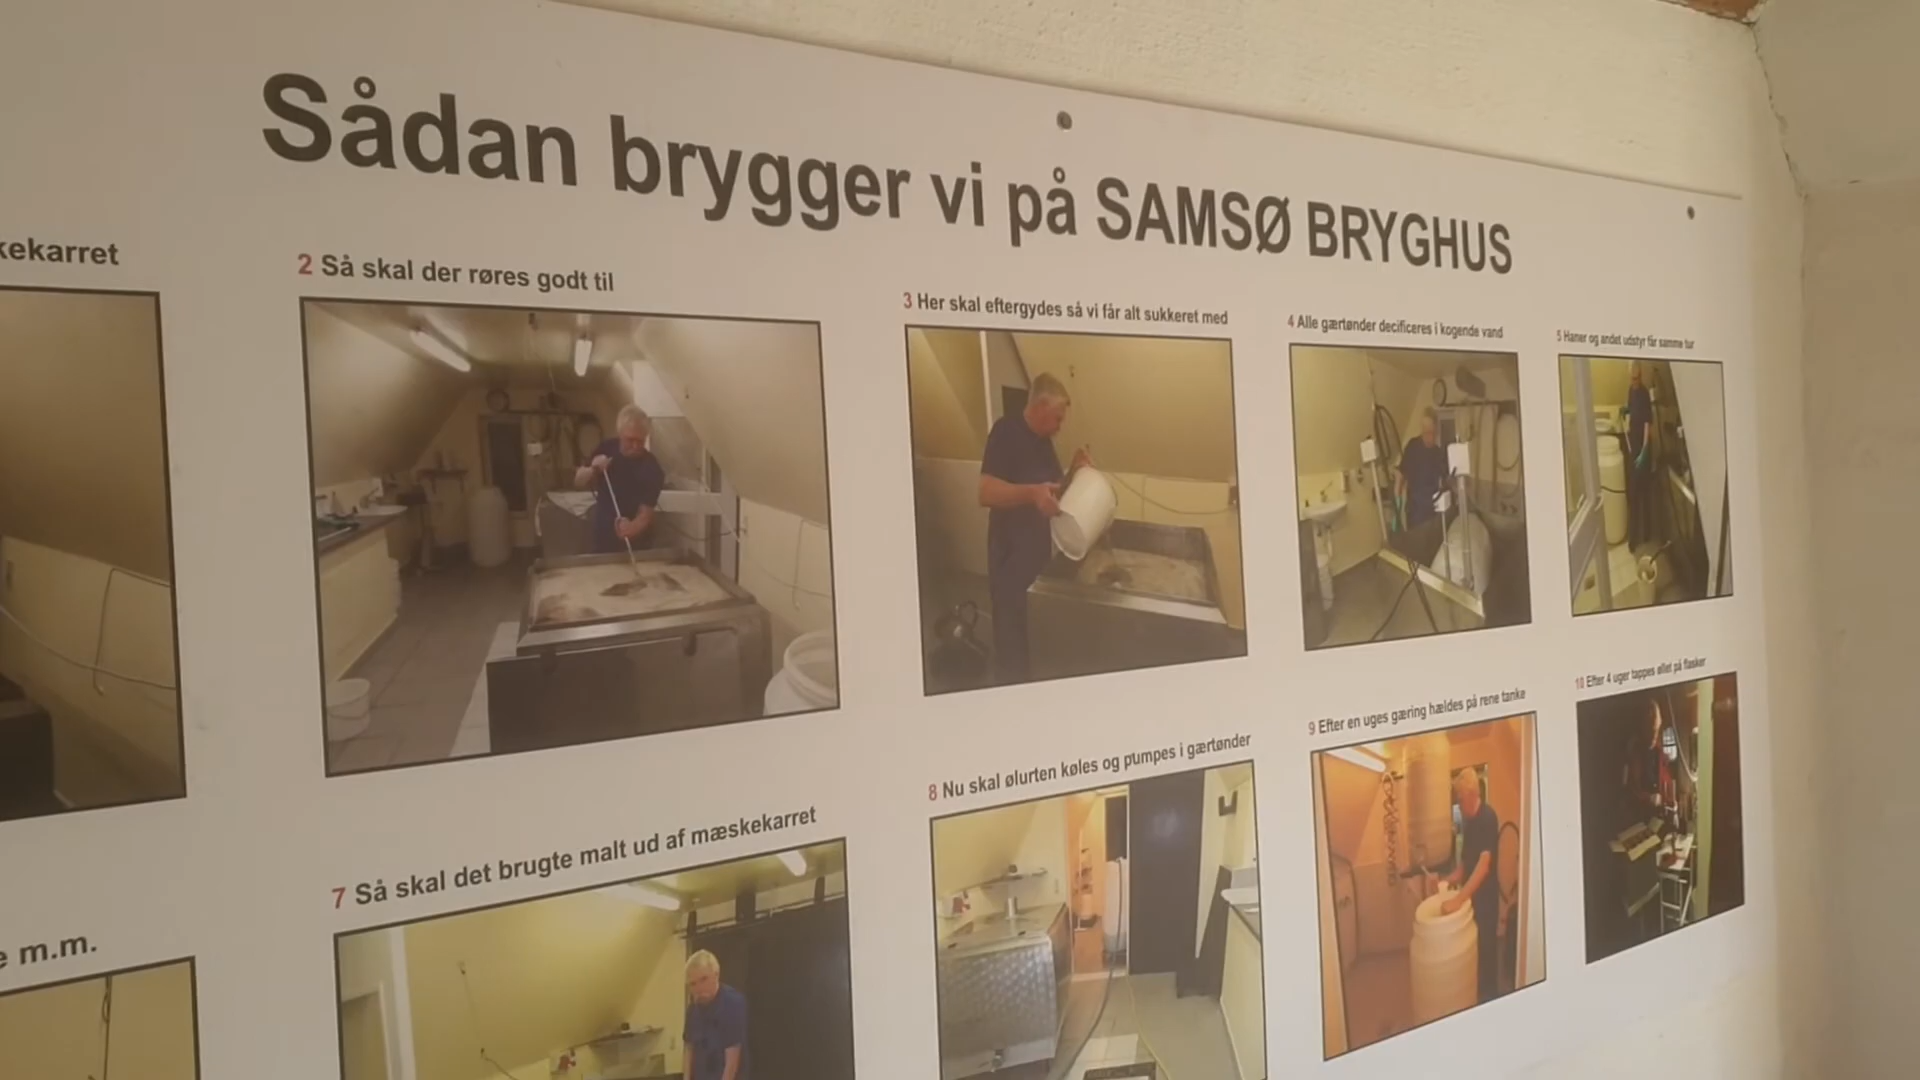 Sådan brygger vi på SAMSØ BRYGHUS
kekarret
2 Så skal der røres godt til
3 Her skal eftergydes så vi får alt sukkeret med
4 Alle gærtønder decificeres i kogende vand
5 Haner og andet udstyr får samme tur
e m.m.
7 Så skal det brugte malt ud af mæskekarret
8 Nu skal ølurten køles og pumpes i gærtønder
9 Efter en uges gæring hældes på rene tanke
10 Efter 4 uger tappes øllet på flasker